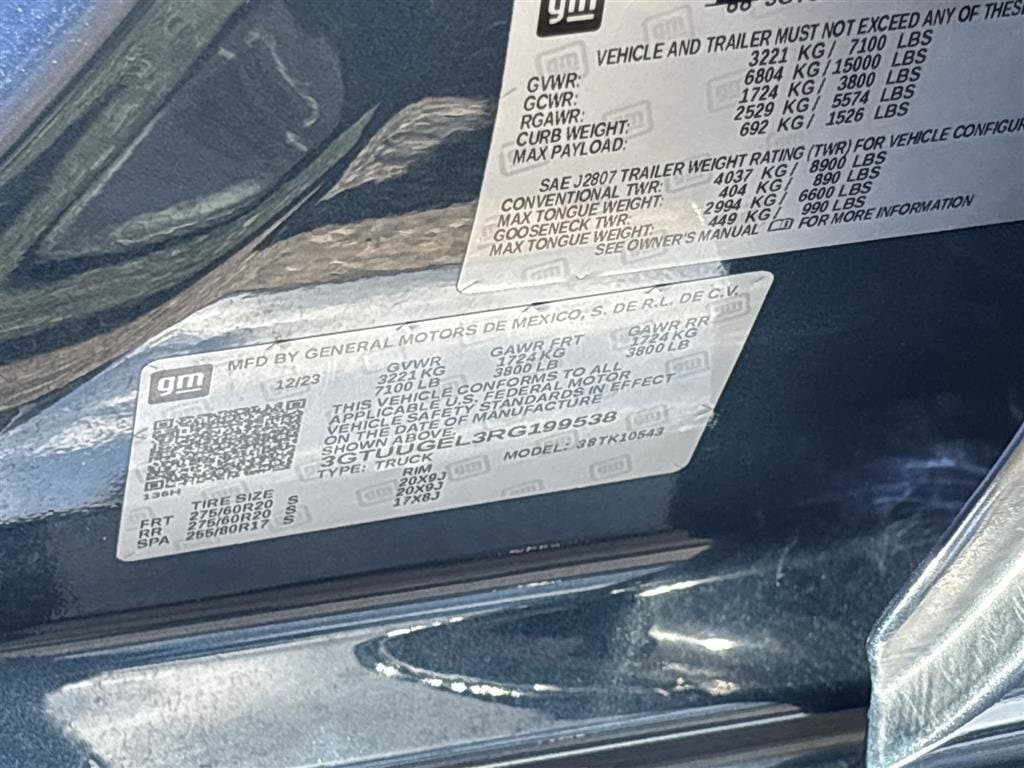 gm
VEHICLE AND TRAILER MUST NOT EXCEED ANY OF THESE
GVWR: 3221 KG/ 7100 LBS
GCWR: 6804 KG/15000 LBS
RGAWR: 1724 KG/ 3800 LBS
CURB WEIGHT: 2529 KG/ 5574 LBS
MAX PAYLOAD: 692 KG/ 1526 LBS
SAE J2807 TRAILER WEIGHT RATING (TWR) FOR VEHICLE CONFIGUR
CONVENTIONAL TWR: 4037 KG/ 8900 LBS
MAX TONGUE WEIGHT: 404 KG/ 890 LBS
GOOSENECK TWR: 2994 KG/ 6600 LBS
MAX TONGUE WEIGHT: 449 KG/ 990 LBS
SEE OWNER'S MANUAL FOR MORE INFORMATION
gm
MFD BY GENERAL MOTORS DE MEXICO, S. DE R.L. DE C.V.
12/23 GVWR GAWR FRT GAWR RR
3221 KG 1724 KG 1724 KG
7100 LB 3800 LB 3800 LB
THIS VEHICLE CONFORMS TO ALL
APPLICABLE U.S. FEDERAL MOTOR
VEHICLE SAFETY STANDARDS IN EFFECT
ON THE DATE OF MANUFACTURE
SHOWN ABOVE.
3GTUUGEL3RG199538
TYPE: TRUCK MODEL: 38TK10543
136H
TIRE SIZE RIM
FRT 275/60R20 S 20X9J
RR 275/60R20 S 20X9J
SPA 255/80R17 S 17X8J